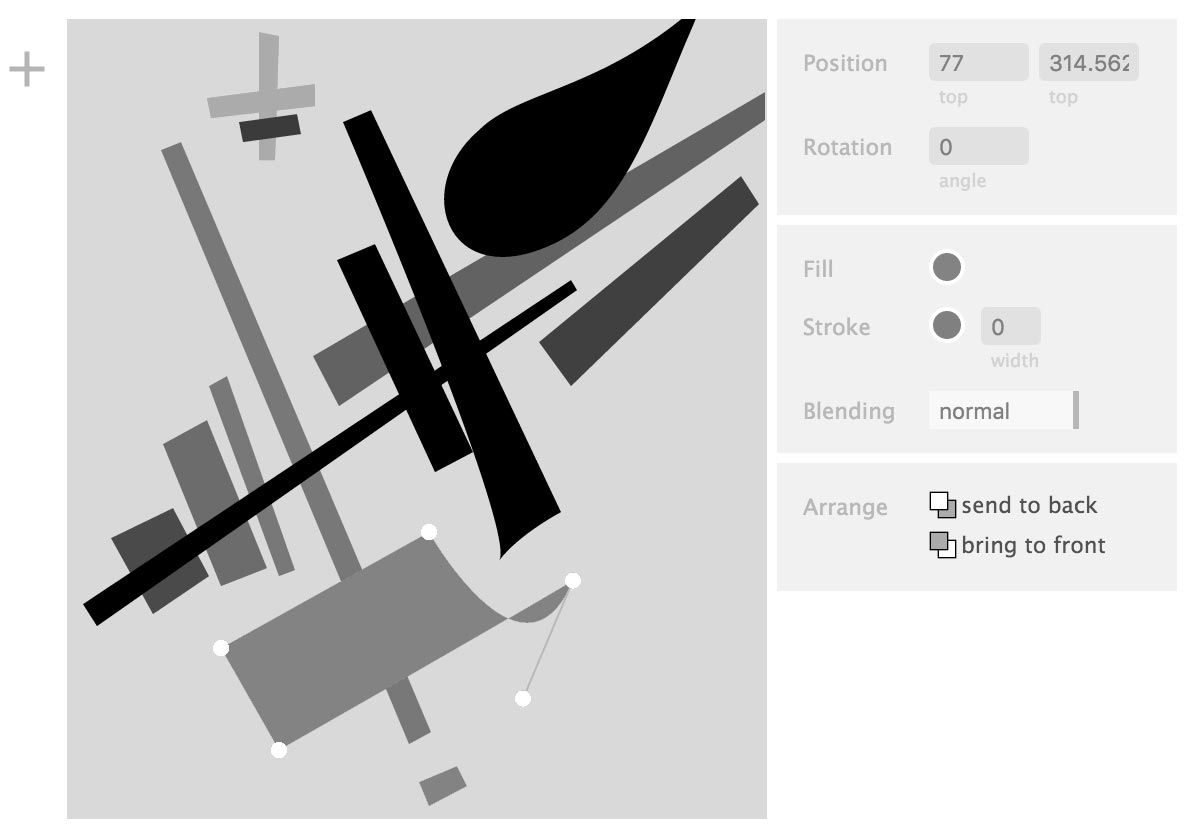 Position 77 314.562
top top
Rotation 0
angle
Fill
Stroke 0
width
Blending normal
Arrange send to back
bring to front